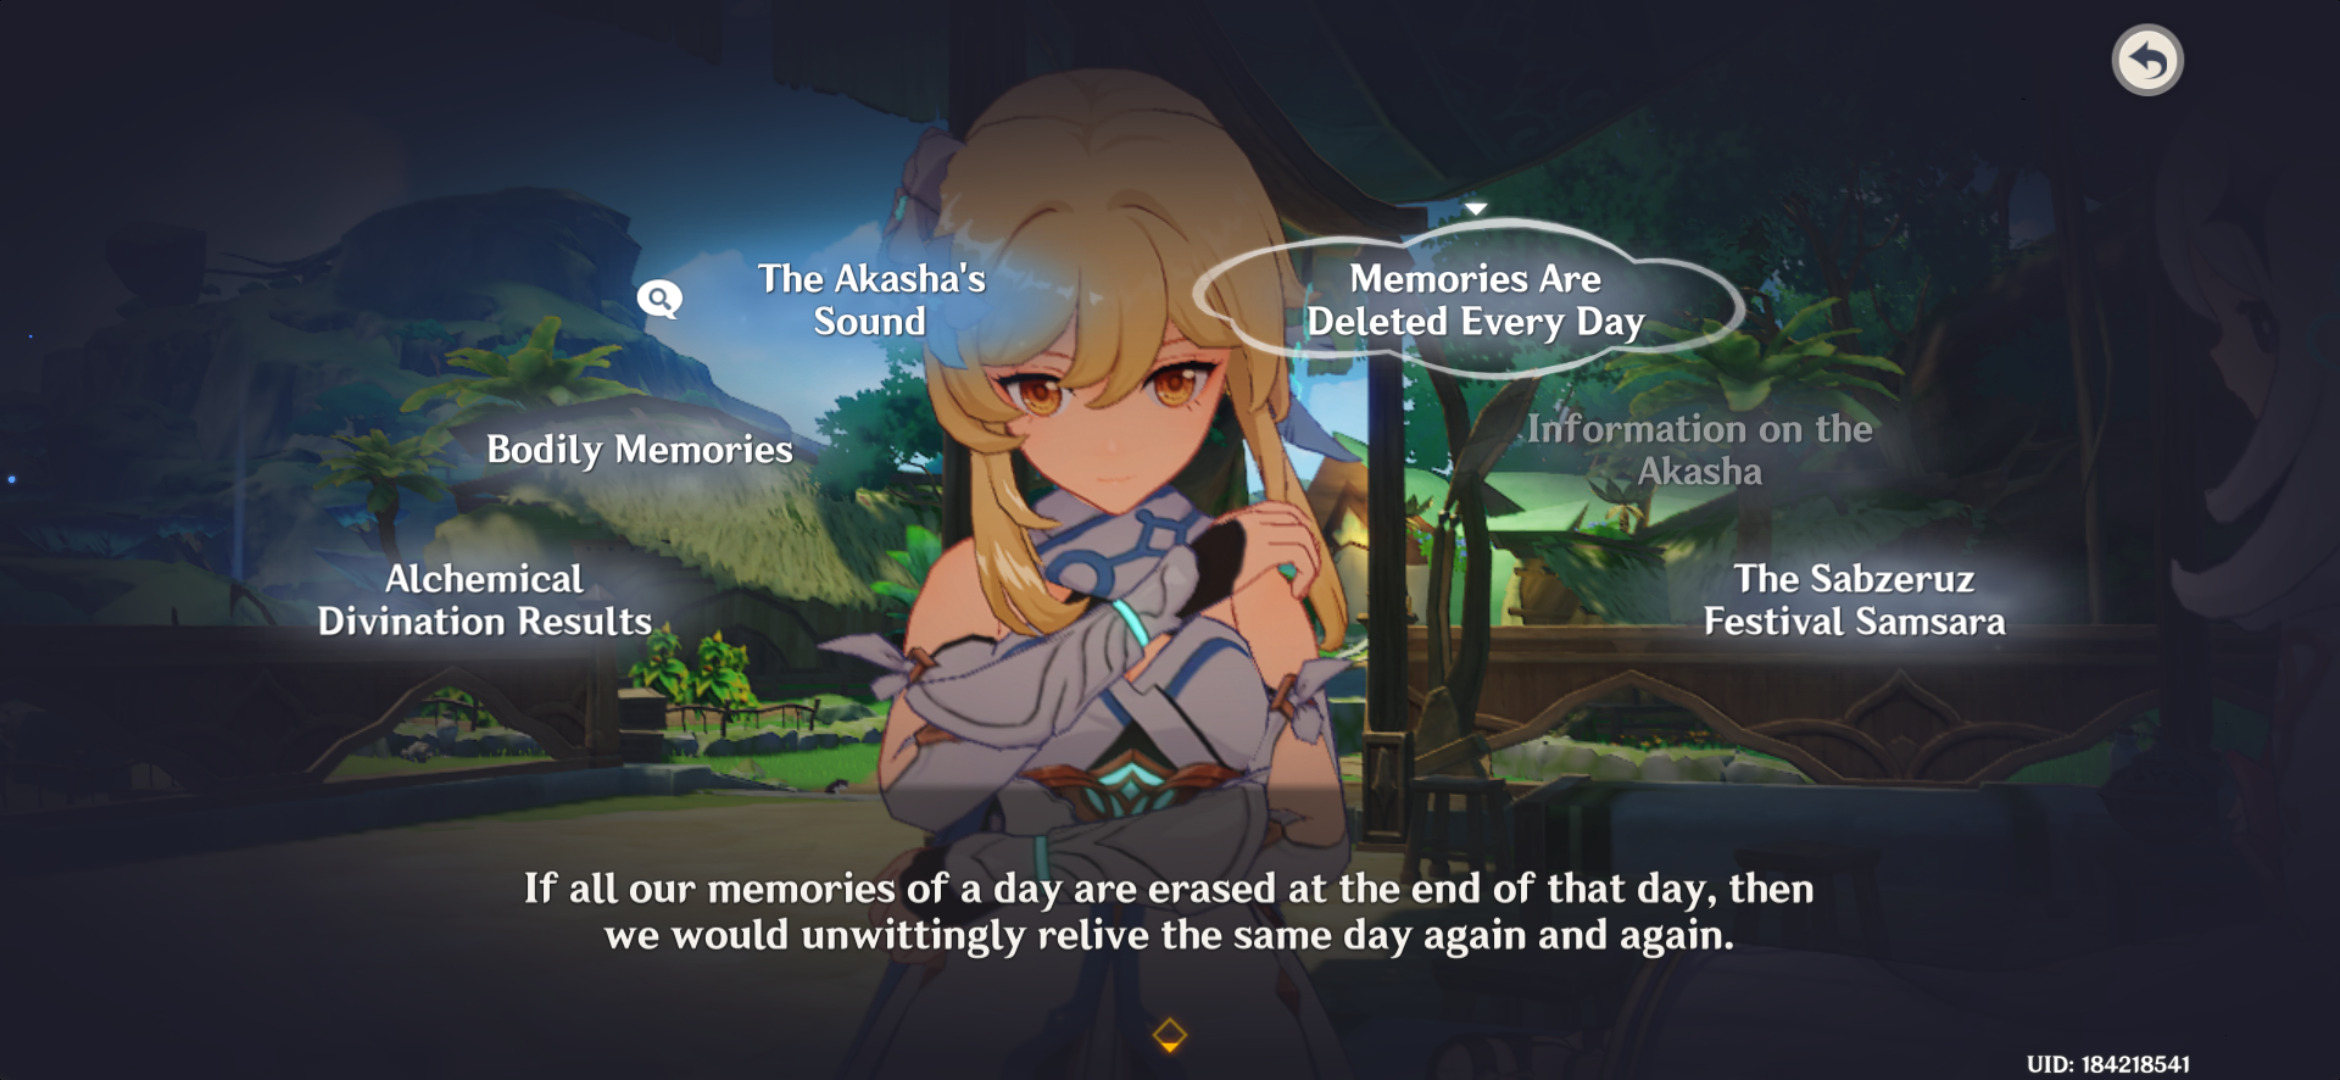 The Akasha's
Sound
Memories Are
Deleted Every Day
Bodily Memories
Information on the
Akasha
Alchemical
Divination Results
The Sabzeruz
Festival Samsara
If all our memories of a day are erased at the end of that day, then
we would unwittingly relive the same day again and again.
UID: 184218541